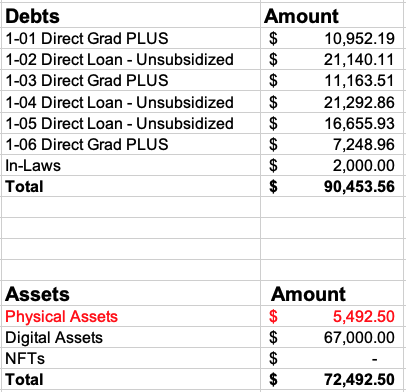 Debts Amount
1-01 Direct Grad PLUS $ 10,952.19
1-02 Direct Loan - Unsubsidized $ 21,140.11
1-03 Direct Grad PLUS $ 11,163.51
1-04 Direct Loan - Unsubsidized $ 21,292.86
1-05 Direct Loan - Unsubsidized $ 16,655.93
1-06 Direct Grad PLUS $ 7,248.96
In-Laws $ 2,000.00
Total $ 90,453.56
Assets Amount
Physical Assets $ 5,492.50
Digital Assets $ 67,000.00
NFTs $ -
Total $ 72,492.50